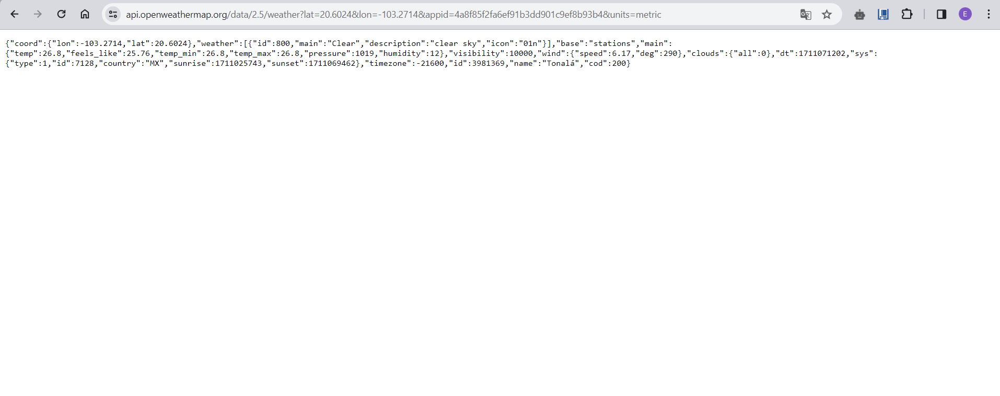 api.openweathermap.org/data/2.5/weather?lat=20.6024&lon=-103.2714&appid=4a8f85f2fa6ef91b3dd901c9ef8b93b4&units=metric
E
{"coord":{"lon":-103.2714,"lat":20.6024},"weather":[{"id":800,"main":"Clear","description":"clear sky","icon":"01n"}],"base":"stations","main":
{"temp":26.8,"feels_like":25.76,"temp_min":26.8,"temp_max":26.8,"pressure":1019,"humidity":12},"visibility":10000,"wind":{"speed":6.17,"deg":290},"clouds":{"all":0},"dt":1711071202,"sys":
{"type":1,"id":7128,"country":"MX","sunrise":1711025743,"sunset":1711069462},"timezone":-21600,"id":3981369,"name":"Tonalá","cod":200}